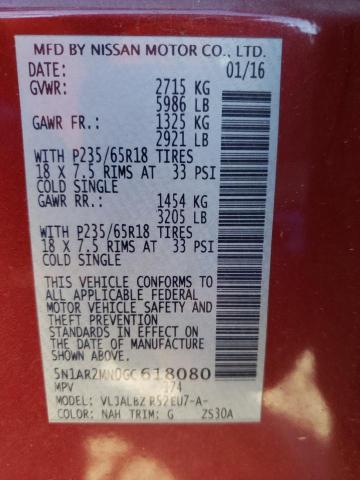 MFD BY NISSAN MOTOR CO., LTD.
DATE: 01/16
GVWR: 2715 KG
5986 LB
GAWR FR.: 1325 KG
2921 LB
WITH P235/65R18 TIRES
18 X 7.5 RIMS AT 33 PSI
COLD SINGLE
GAWR RR.: 1454 KG
3205 LB
WITH P235/65R18 TIRES
18 X 7.5 RIMS AT 33 PSI
COLD SINGLE
THIS VEHICLE CONFORMS TO
ALL APPLICABLE FEDERAL
MOTOR VEHICLE SAFETY
AND THEFT PREVENTION
STANDARDS IN EFFECT ON
THE DATE OF MANUFACTURE
SHOWN ABOVE.
5N1AR2MN0GC618080
MPV 274
MODEL:
COLOR: NAH TRIM: G ZS30A